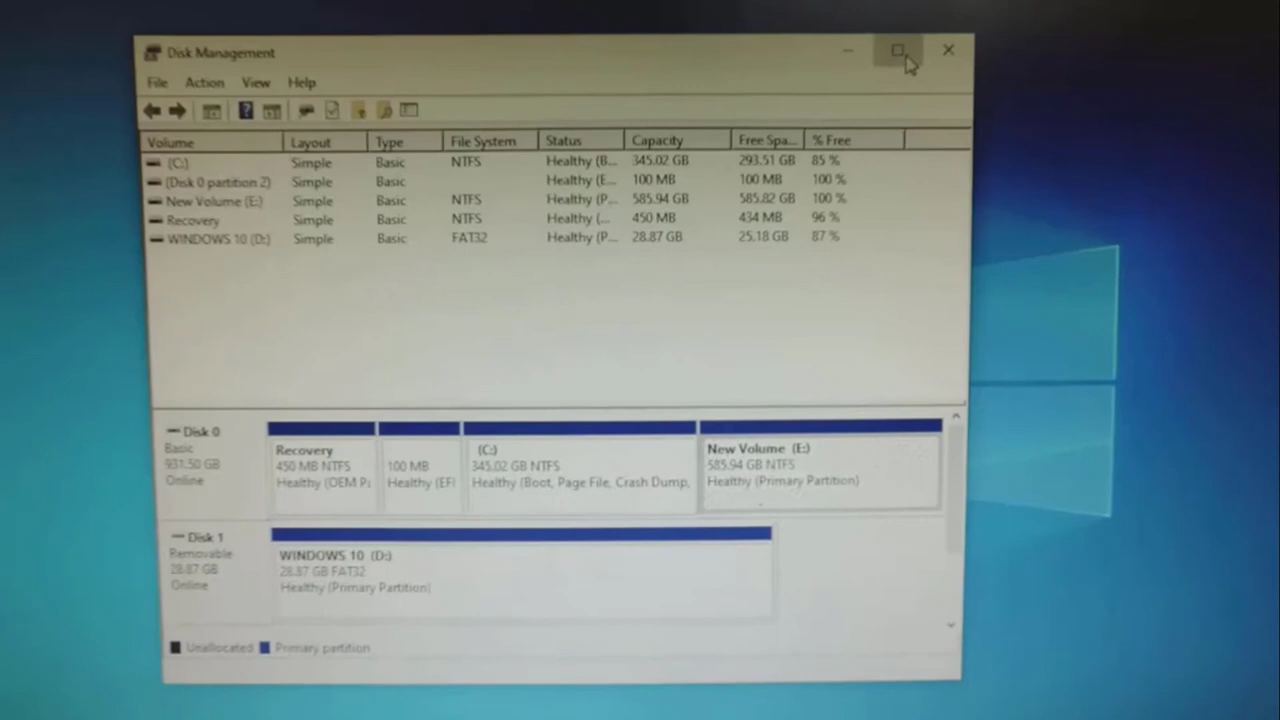 Disk Management
File Action View Help
Volume Layout Type File System Status Capacity Free Spa... % Free
(C:) Simple Basic NTFS Healthy (B... 345.02 GB 293.51 GB 85 %
(Disk 0 partition 2) Simple Basic Healthy (E... 100 MB 100 MB 100 %
New Volume (E:) Simple Basic NTFS Healthy (P... 585.94 GB 585.82 GB 100 %
Recovery Simple Basic NTFS Healthy (... 450 MB 434 MB 96 %
WINDOWS 10 (D:) Simple Basic FAT32 Healthy (P... 28.87 GB 25.18 GB 87 %
Disk 0
Basic
931.50 GB
Online
Recovery
450 MB NTFS
Healthy (OEM Pa
100 MB
Healthy (EFI
(C:)
345.02 GB NTFS
Healthy (Boot, Page File, Crash Dump,
New Volume (E:)
585.94 GB NTFS
Healthy (Primary Partition)
Disk 1
Removable
28.87 GB
Online
WINDOWS 10 (D:)
28.87 GB FAT32
Healthy (Primary Partition)
Unallocated Primary partition